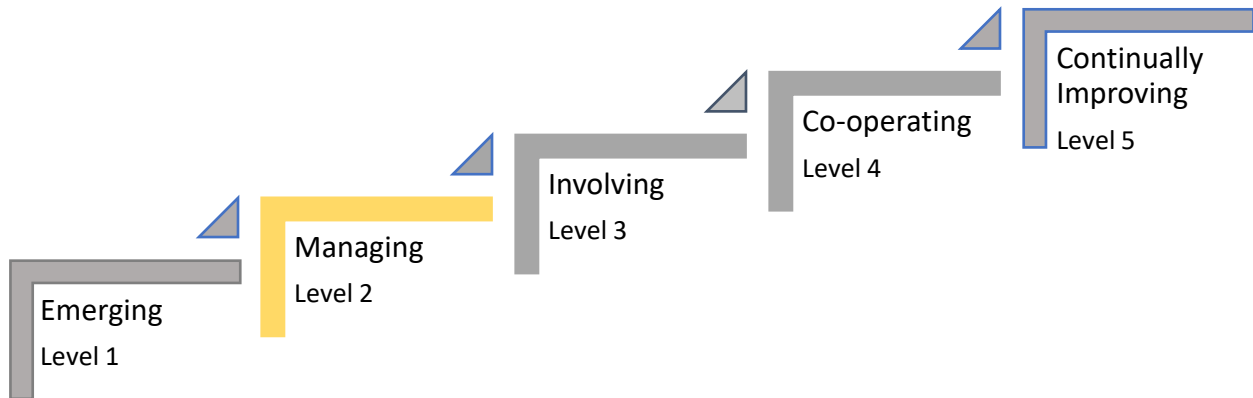 Emerging
Level 1
Managing
Level 2
Involving
Level 3
Co-operating
Level 4
Continually
Improving
Level 5